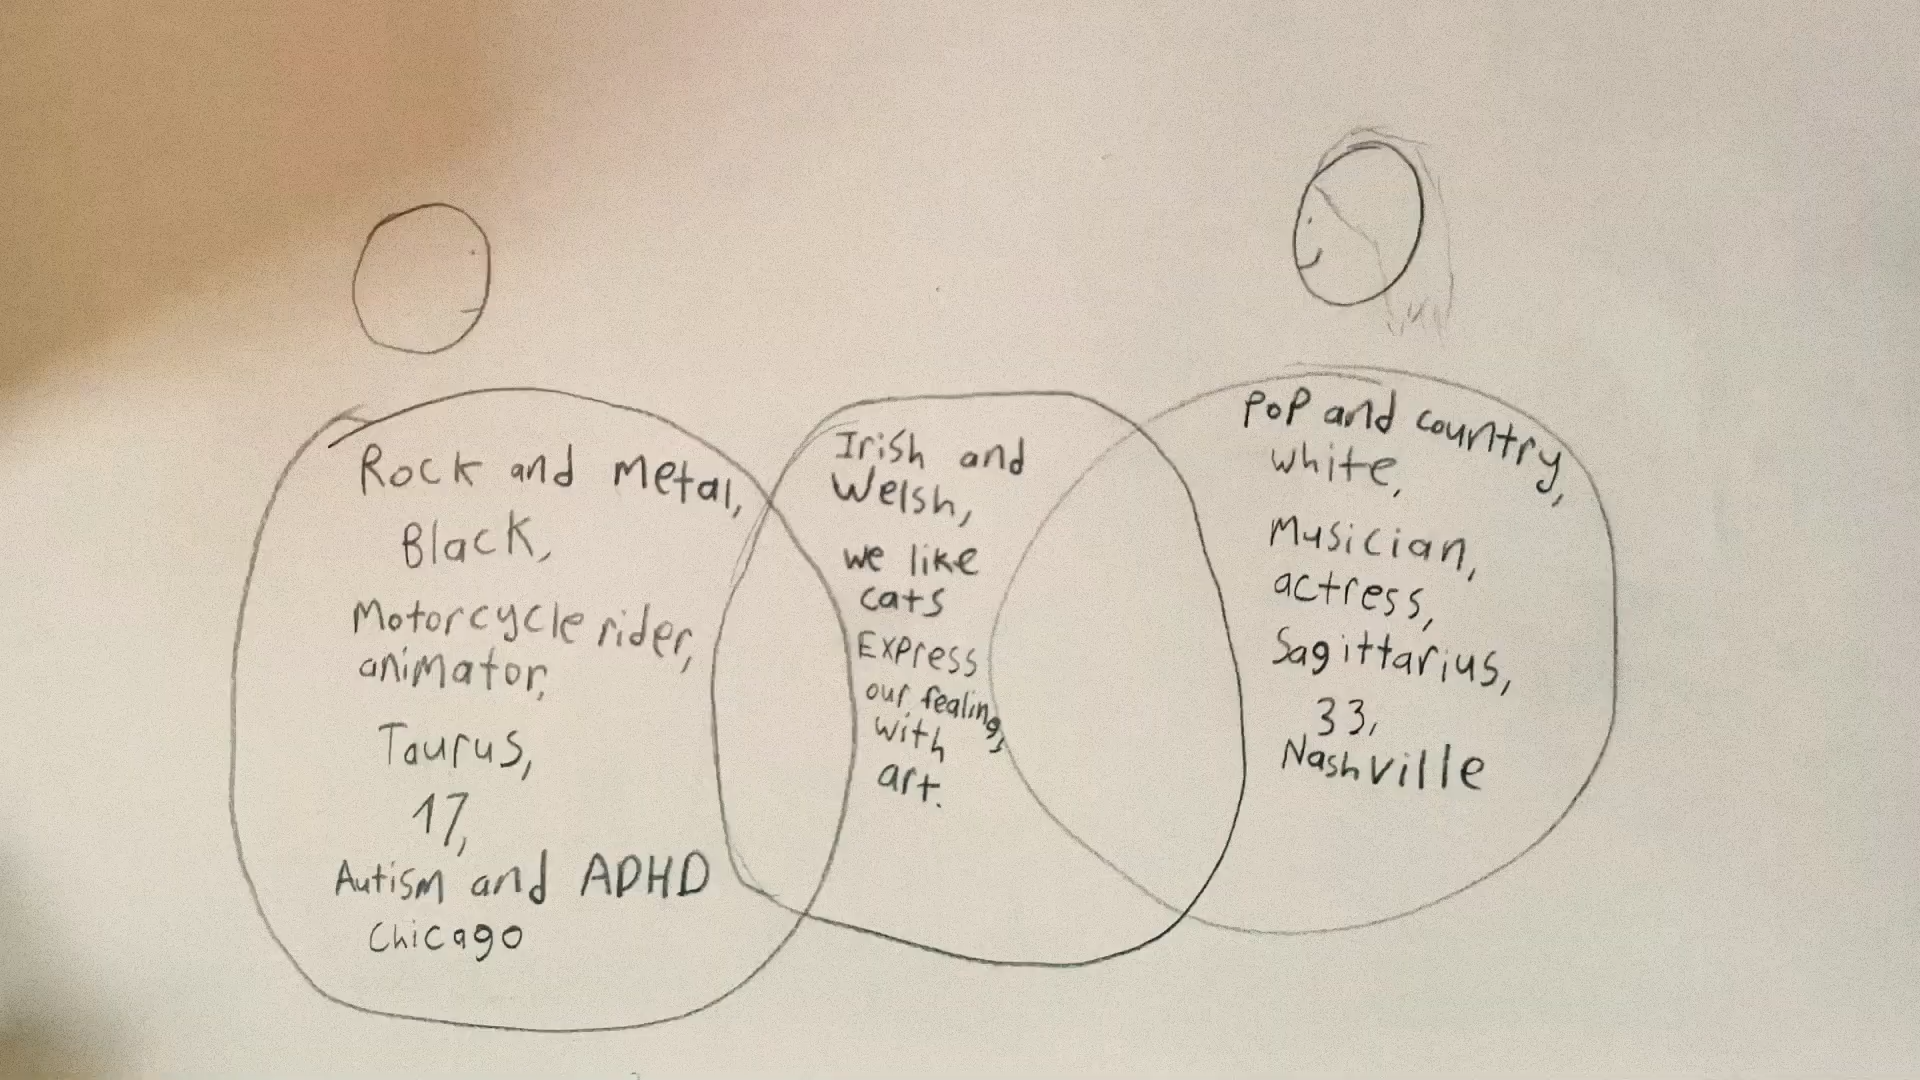 Rock and Metal,
Black,
Motorcycle rider,
animator,
Taurus,
17,
Autism and ADHD
Chicago
Irish and
Welsh,
we like
cats
Express
our fealing,
with
art.
Pop and country,
white,
Musician,
actress,
Sagittarius,
33,
Nashville